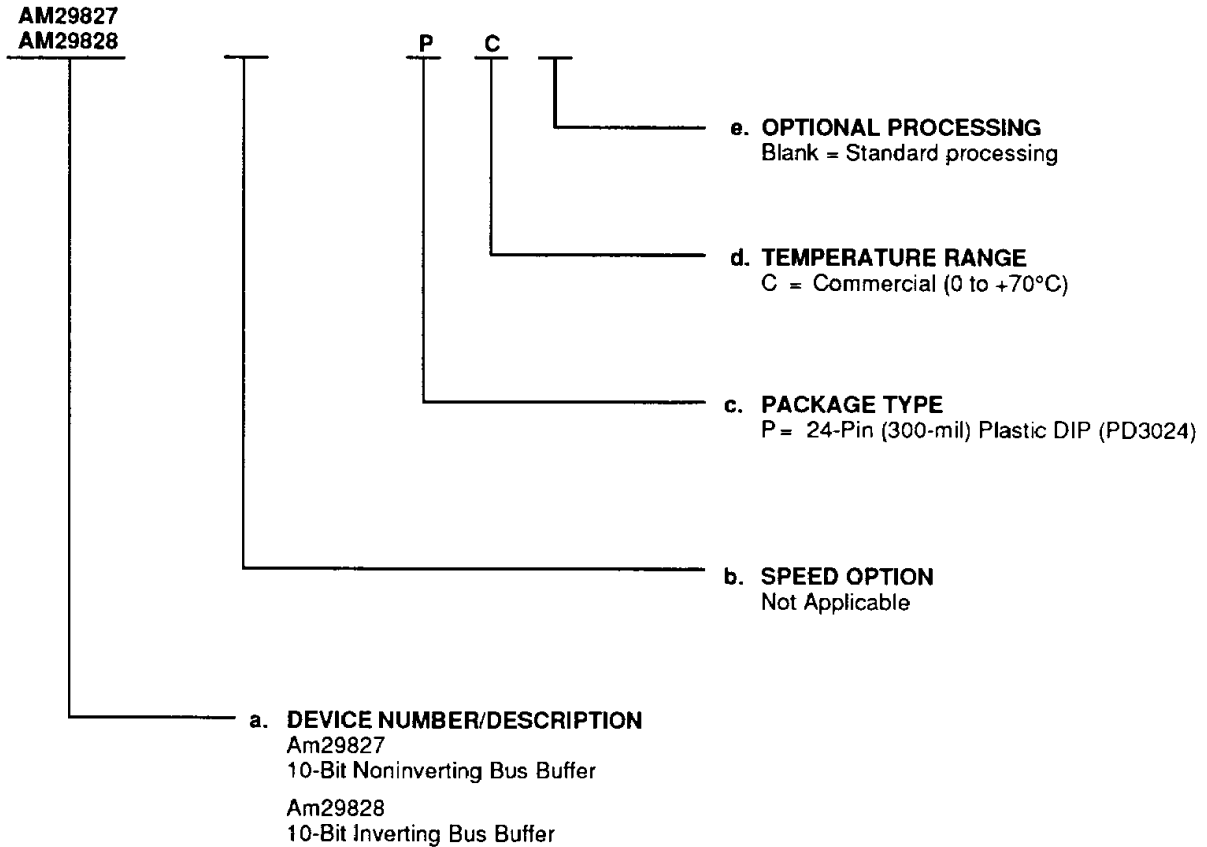 AM29827
AM29828
P C
e. OPTIONAL PROCESSING
Blank = Standard processing
d. TEMPERATURE RANGE
C = Commercial (0 to +70°C)
c. PACKAGE TYPE
P = 24-Pin (300-mil) Plastic DIP (PD3024)
b. SPEED OPTION
Not Applicable
a. DEVICE NUMBER/DESCRIPTION
Am29827
10-Bit Noninverting Bus Buffer
Am29828
10-Bit Inverting Bus Buffer